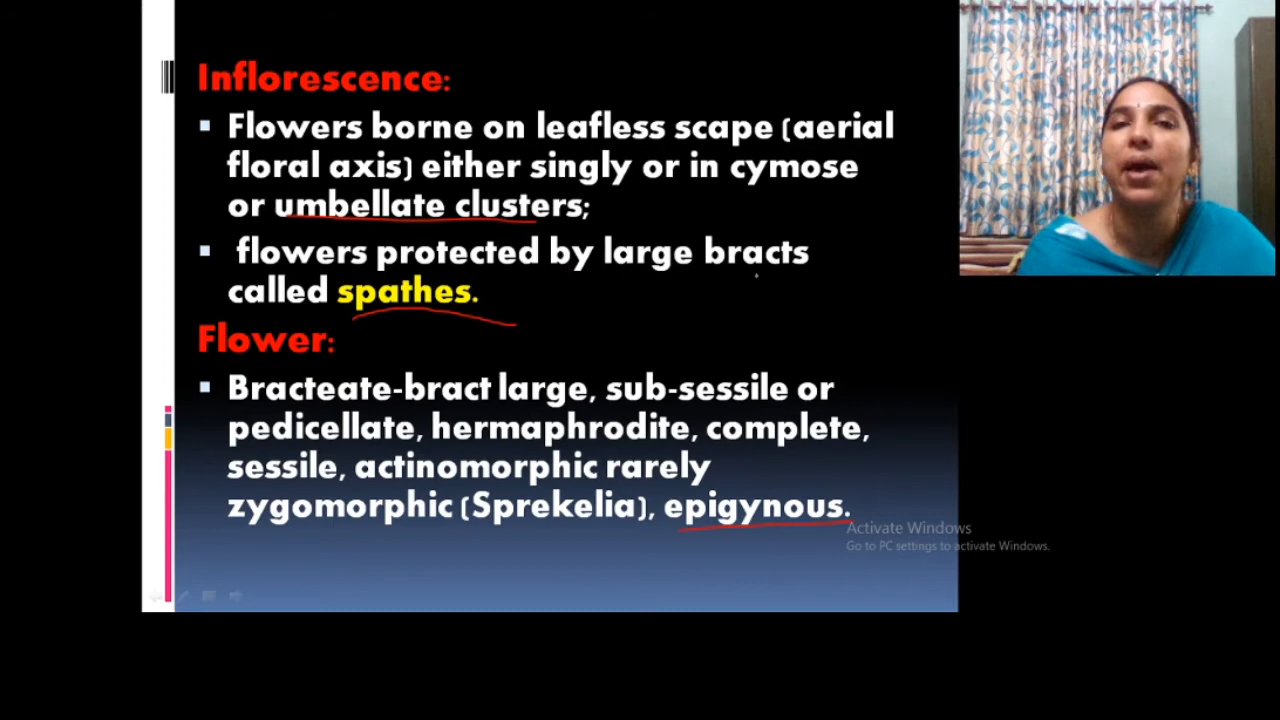 Inflorescence:
Flowers borne on leafless scape (aerial
floral axis) either singly or in cymose
or umbellate clusters;
flowers protected by large bracts
called spathes.
Flower:
Bracteate-bract large, sub-sessile or
pedicellate, hermaphrodite, complete,
sessile, actinomorphic rarely
zygomorphic (Sprekelia), epigynous.
Activate Windows
Go to PC settings to activate Windows.